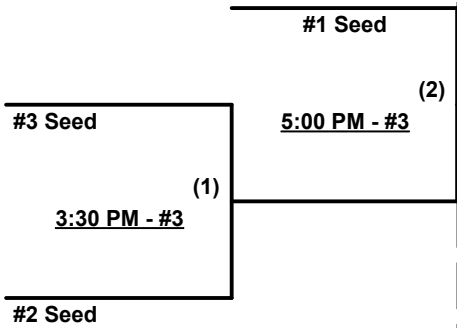 #1 Seed
(2)
#3 Seed
5:00 PM - #3
(1)
3:30 PM - #3
#2 Seed